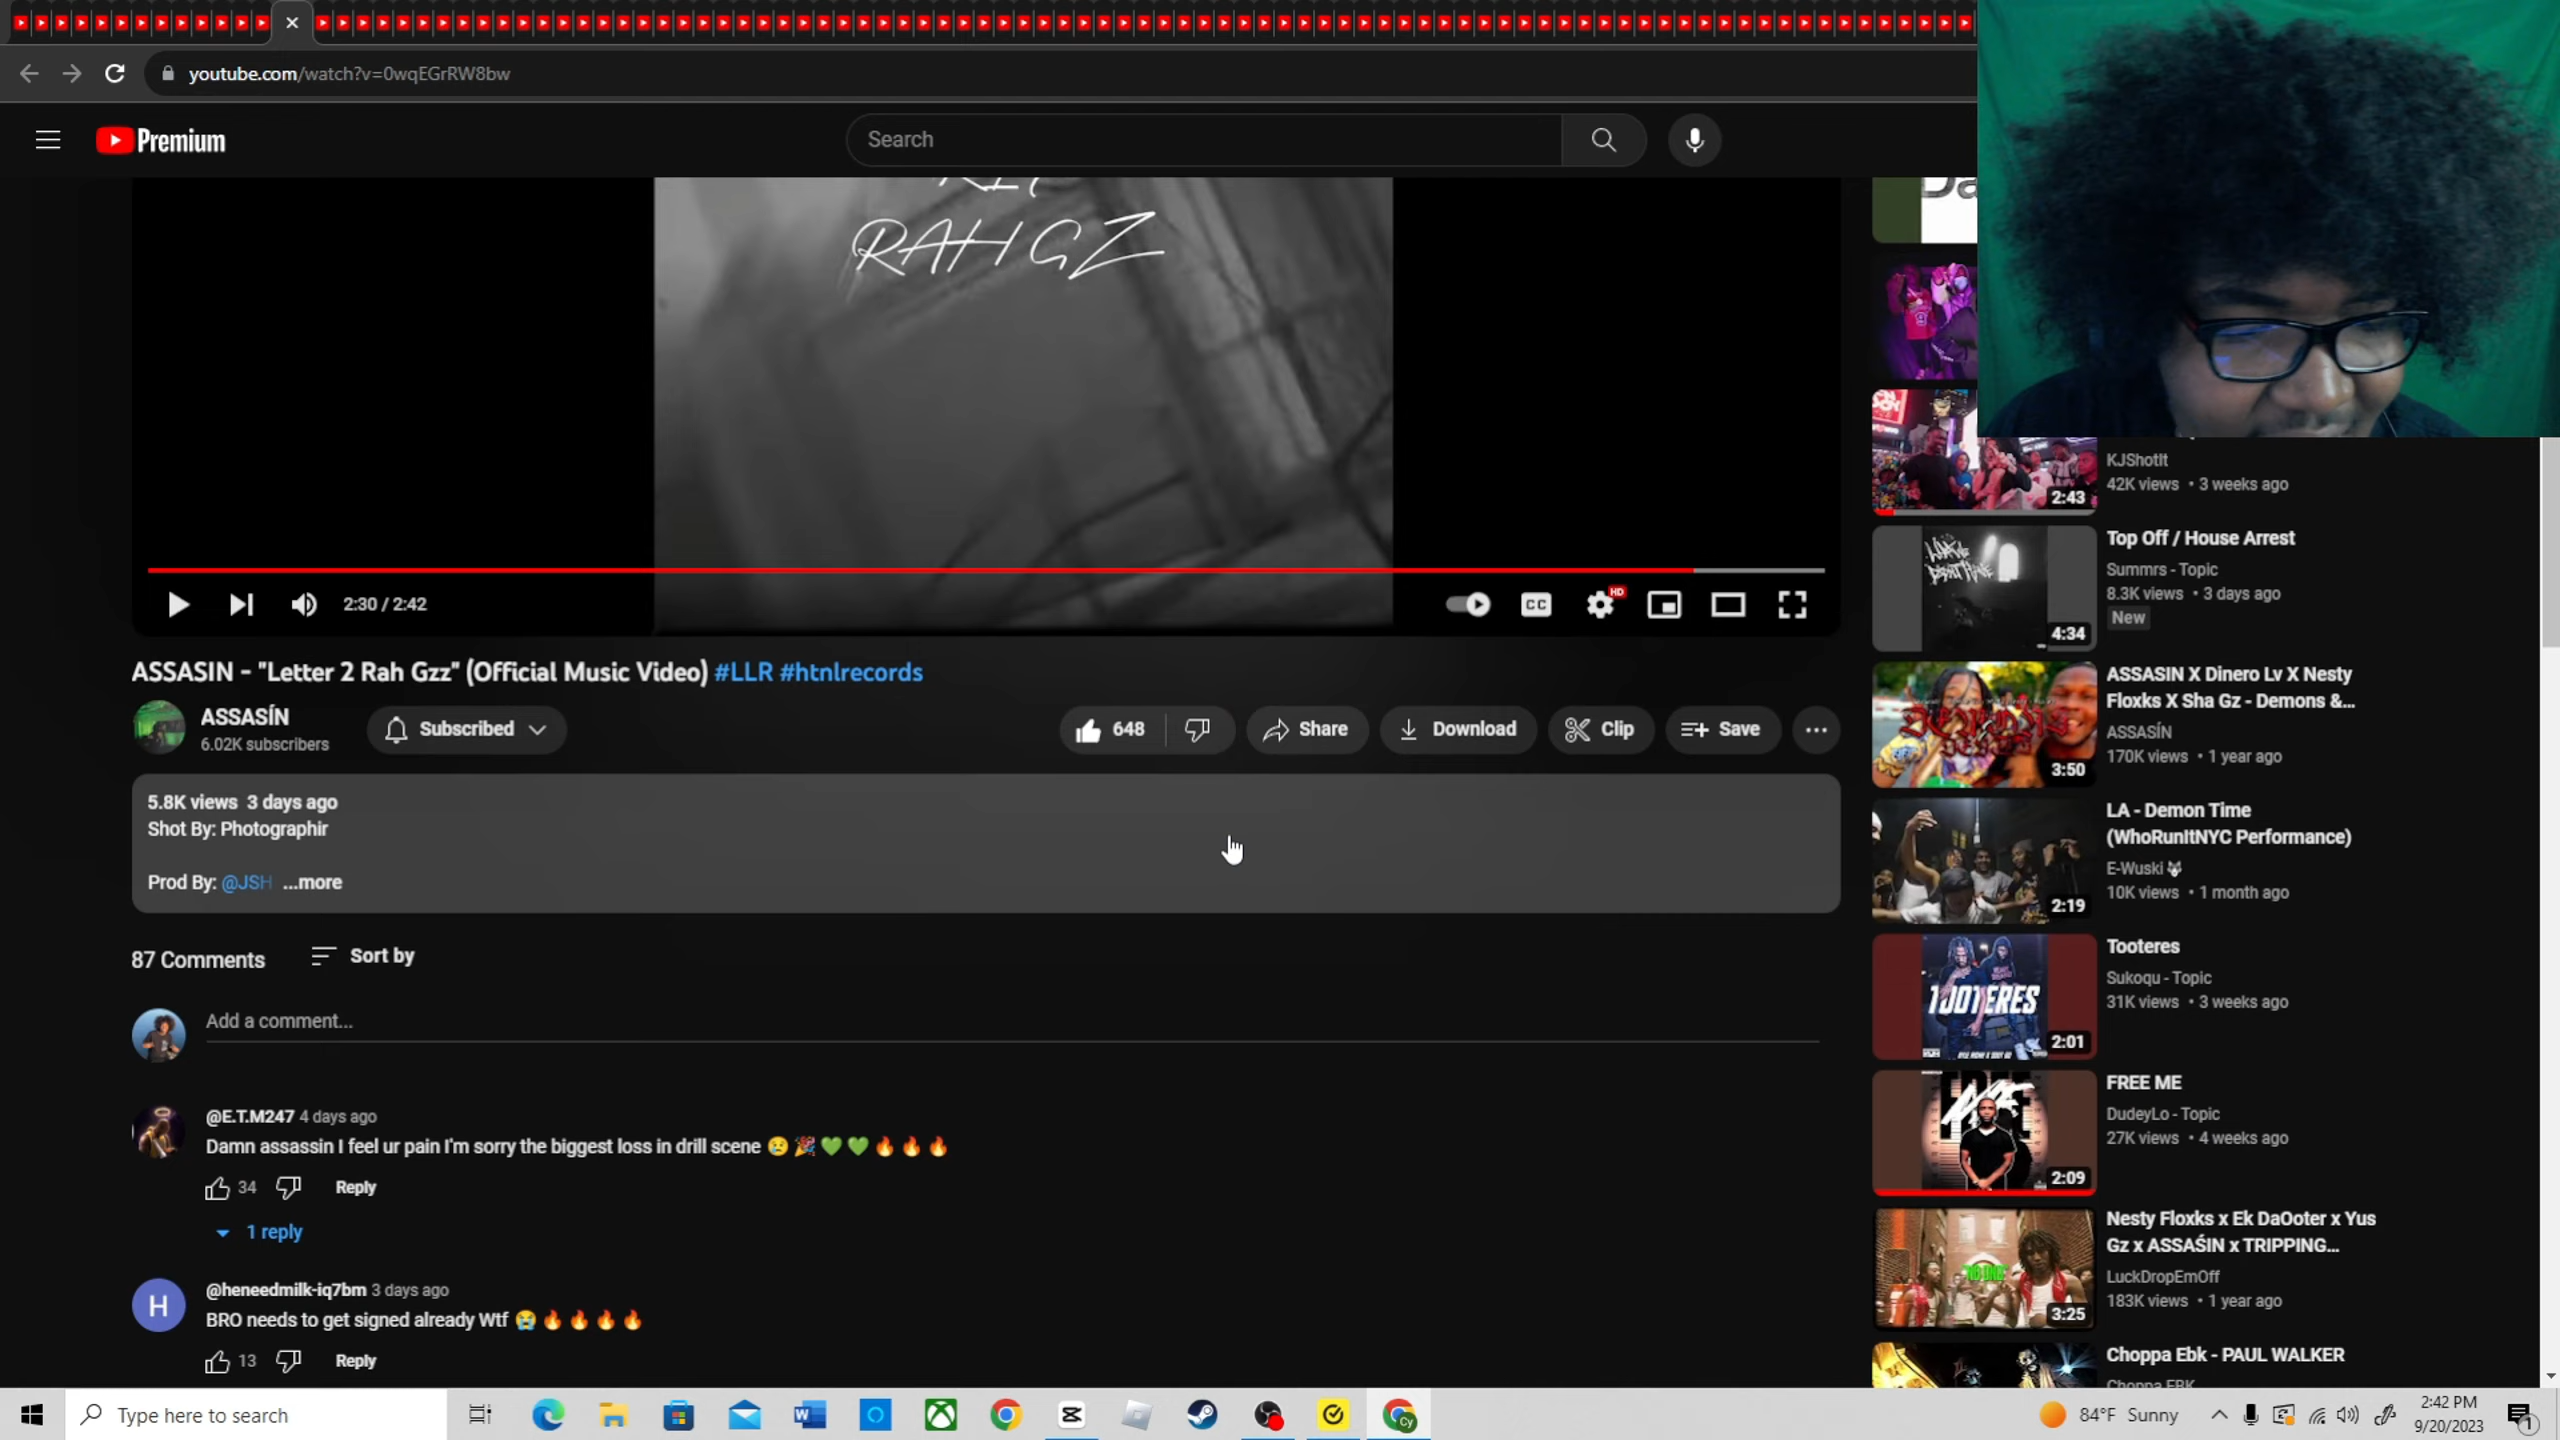 youtube.com/watch?v=0wqEGrRW8bw
Premium
Search
RAH GZ
2:30 / 2:42
CC
HD
ASSASIN - "Letter 2 Rah Gzz" (Official Music Video) #LLR #htnlrecords
ASSASÍN
6.02K subscribers
Subscribed
648
Share
Download
Clip
Save
5.8K views 3 days ago
Shot By: Photographir
Prod By: @JSH ...more
87 Comments
Sort by
Add a comment...
@E.T.M247 4 days ago
Damn assassin I feel ur pain I'm sorry the biggest loss in drill scene 😢 🎉 💚 💚 🔥 🔥 🔥
34
Reply
1 reply
H
@heneedmilk-iq7bm 3 days ago
BRO needs to get signed already Wtf 😭 🔥 🔥 🔥 🔥
13
Reply
KJShotIt
42K views • 3 weeks ago
2:43
Top Off / House Arrest
Summrs - Topic
8.3K views • 3 days ago
New
4:34
ASSASIN X Dinero Lv X Nesty
Floxks X Sha Gz - Demons &...
ASSASÍN
170K views • 1 year ago
3:50
LA - Demon Time
(WhoRunItNYC Performance)
E-Wuski
10K views • 1 month ago
2:19
Tooteres
Sukoqu - Topic
31K views • 3 weeks ago
2:01
FREE ME
DudeyLo - Topic
27K views • 4 weeks ago
2:09
Nesty Floxks x Ek DaOoter x Yus
Gz x ASSAŚIN x TRIPPING...
LuckDropEmOff
183K views • 1 year ago
3:25
Choppa Ebk - PAUL WALKER
Choppa EBK
Type here to search
Cy
84°F Sunny
2:42 PM
9/20/2023
1